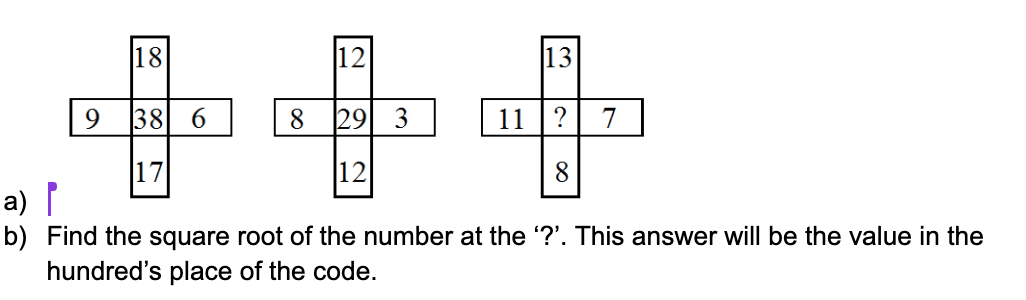 18 12 13
9 38 6 8 29 3 11 ? 7
17 12 8
a)
b) Find the square root of the number at the ‘?’. This answer will be the value in the
hundred’s place of the code.